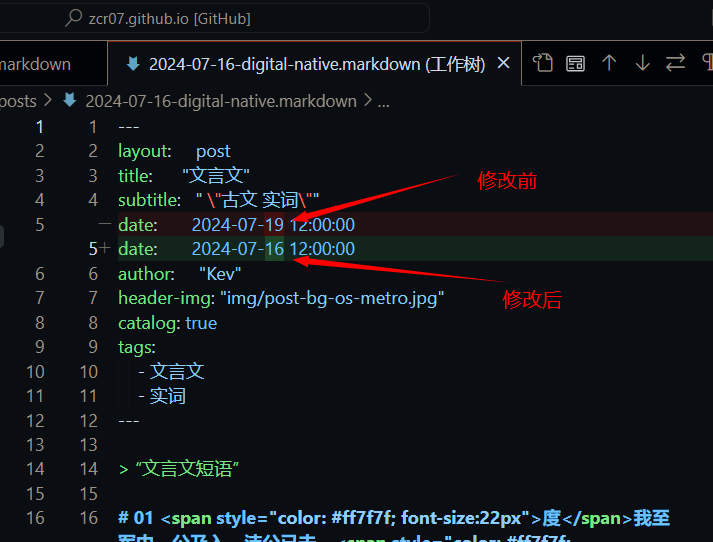 zcr07.github.io [GitHub]
markdown
2024-07-16-digital-native.markdown (工作树)
posts > 2024-07-16-digital-native.markdown > ...
1 1 ---
2 2 layout: post
3 3 title: "文言文"
4 4 subtitle: " \"古文 实词\""
修改前
5 — date: 2024-07-19 12:00:00
5+ date: 2024-07-16 12:00:00
6 6 author: "Kev"
修改后
7 7 header-img: "img/post-bg-os-metro.jpg"
8 8 catalog: true
9 9 tags:
10 10 - 文言文
11 11 - 实词
12 12 ---
13 13
14 14 > “文言文短语”
15 15
16 16 # 01 <span style="color: #ff7f7f; font-size:22px">度</span>我至